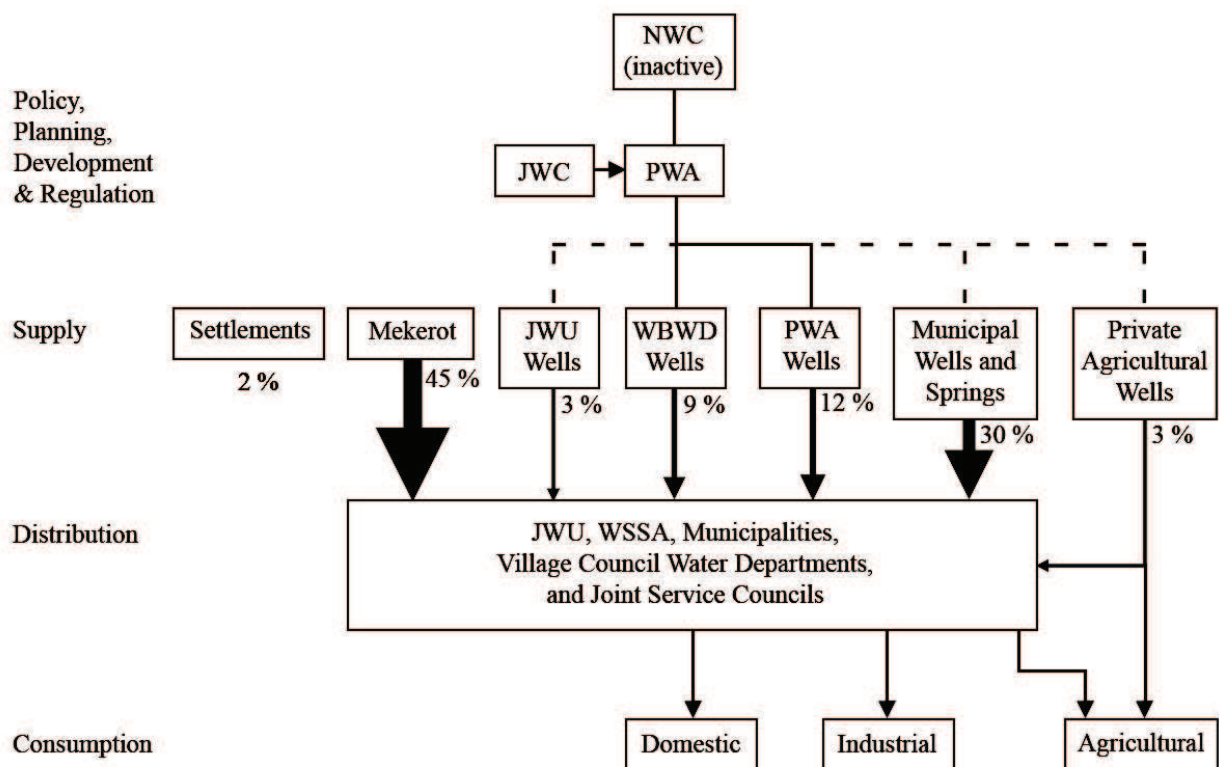 NWC
(inactive)
Policy,
Planning,
Development
& Regulation
JWC
PWA
Supply
Settlements
2 %
Mekerot
45 %
JWU
Wells
3 %
WBWD
Wells
9 %
PWA
Wells
12 %
Municipal
Wells and
Springs
30 %
Private
Agricultural
Wells
3 %
Distribution
JWU, WSSA, Municipalities,
Village Council Water Departments,
and Joint Service Councils
Consumption
Domestic
Industrial
Agricultural